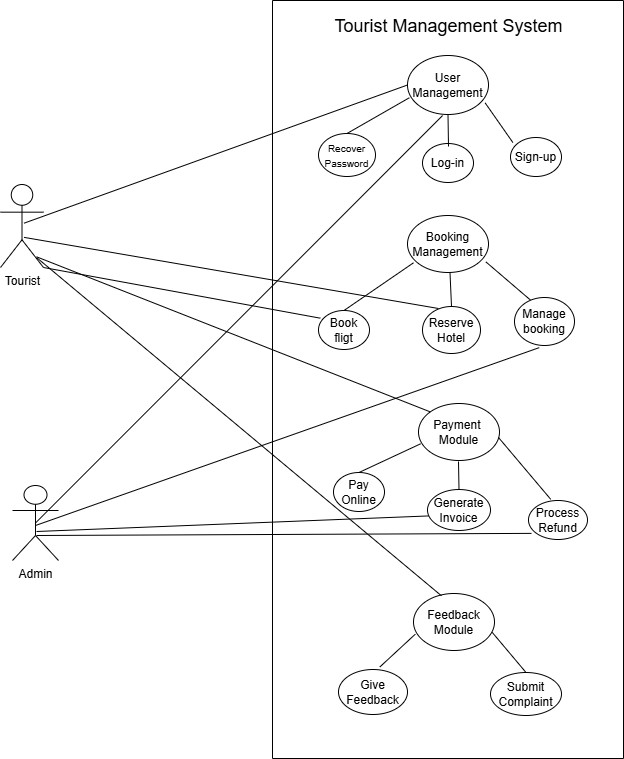 Tourist Management System
User
Management
Recover
Password
Log-in
Sign-up
Tourist
Booking
Management
Book
fligt
Reserve
Hotel
Manage
booking
Payment
Module
Pay
Online
Generate
Invoice
Process
Refund
Admin
Feedback
Module
Give
Feedback
Submit
Complaint